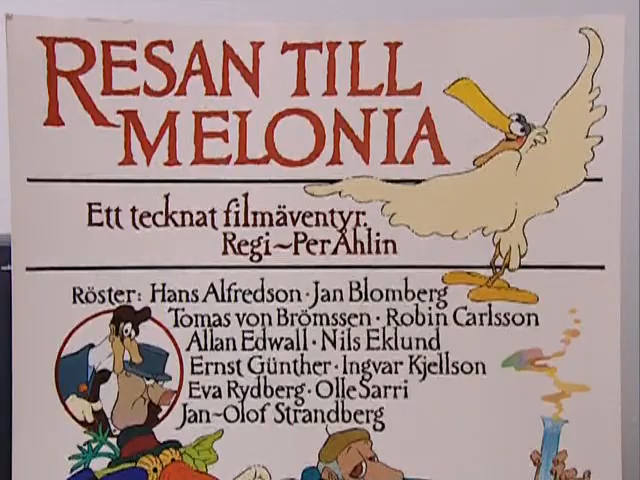 RESAN TILL
MELONIA
Ett tecknat filmäventyr.
Regi~Per Åhlin
Röster: Hans Alfredson · Jan Blomberg
Tomas von Brömssen · Robin Carlsson
Allan Edwall · Nils Eklund
Ernst Günther · Ingvar Kjellson
Eva Rydberg · Olle Sarri
Jan~Olof Strandberg